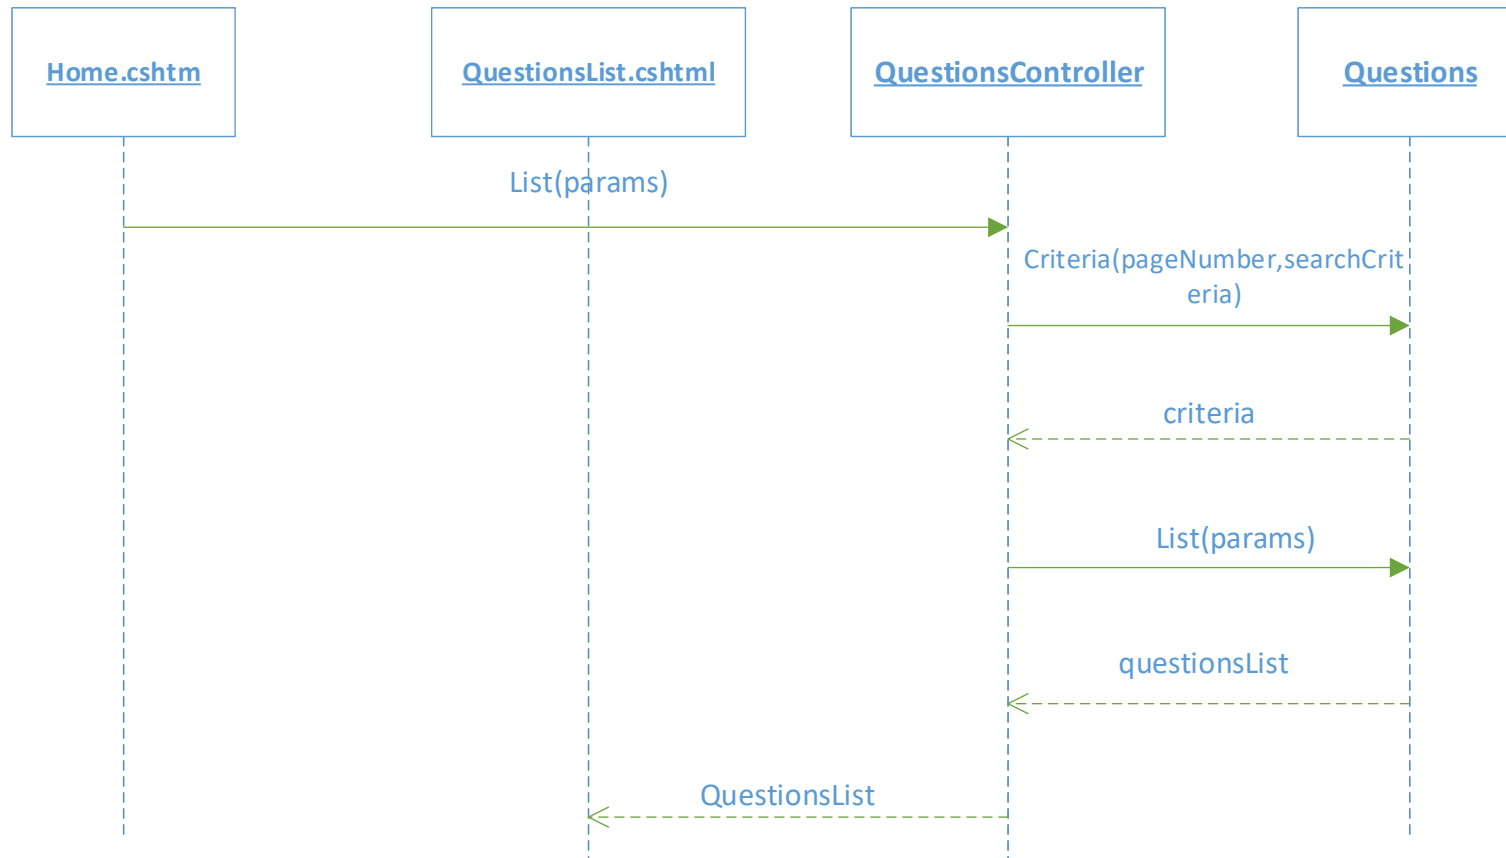 Home.cshtm
QuestionsList.cshtml
QuestionsController
Questions
List(params)
Criteria(pageNumber,searchCrit
eria)
criteria
List(params)
questionsList
QuestionsList